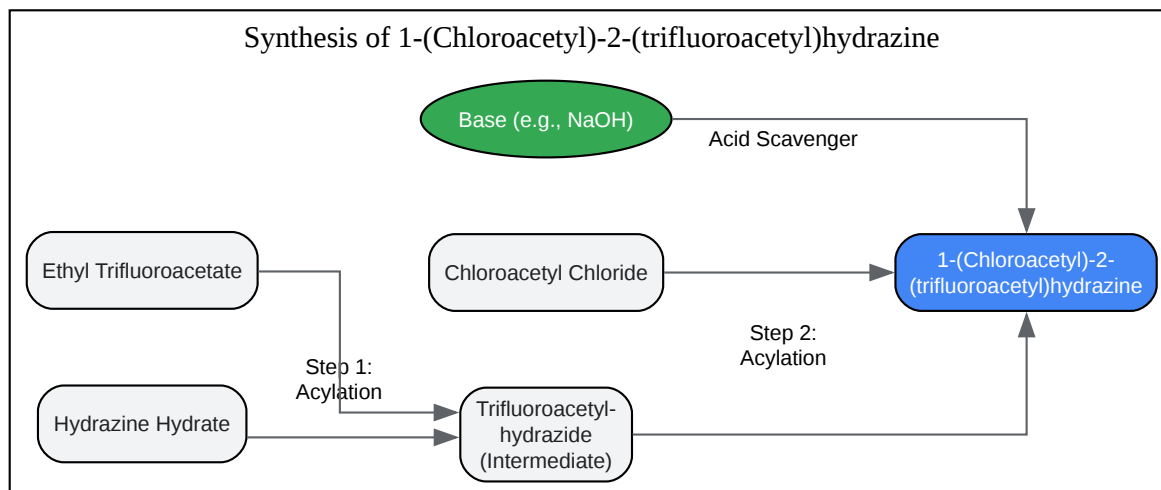 Synthesis of 1-(Chloroacetyl)-2-(trifluoroacetyl)hydrazine
Base (e.g., NaOH)
Acid Scavenger
Ethyl Trifluoroacetate
Chloroacetyl Chloride
1-(Chloroacetyl)-2-
(trifluoroacetyl)hydrazine
Step 1:
Acylation
Step 2:
Acylation
Hydrazine Hydrate
Trifluoroacetyl-
hydrazide
(Intermediate)